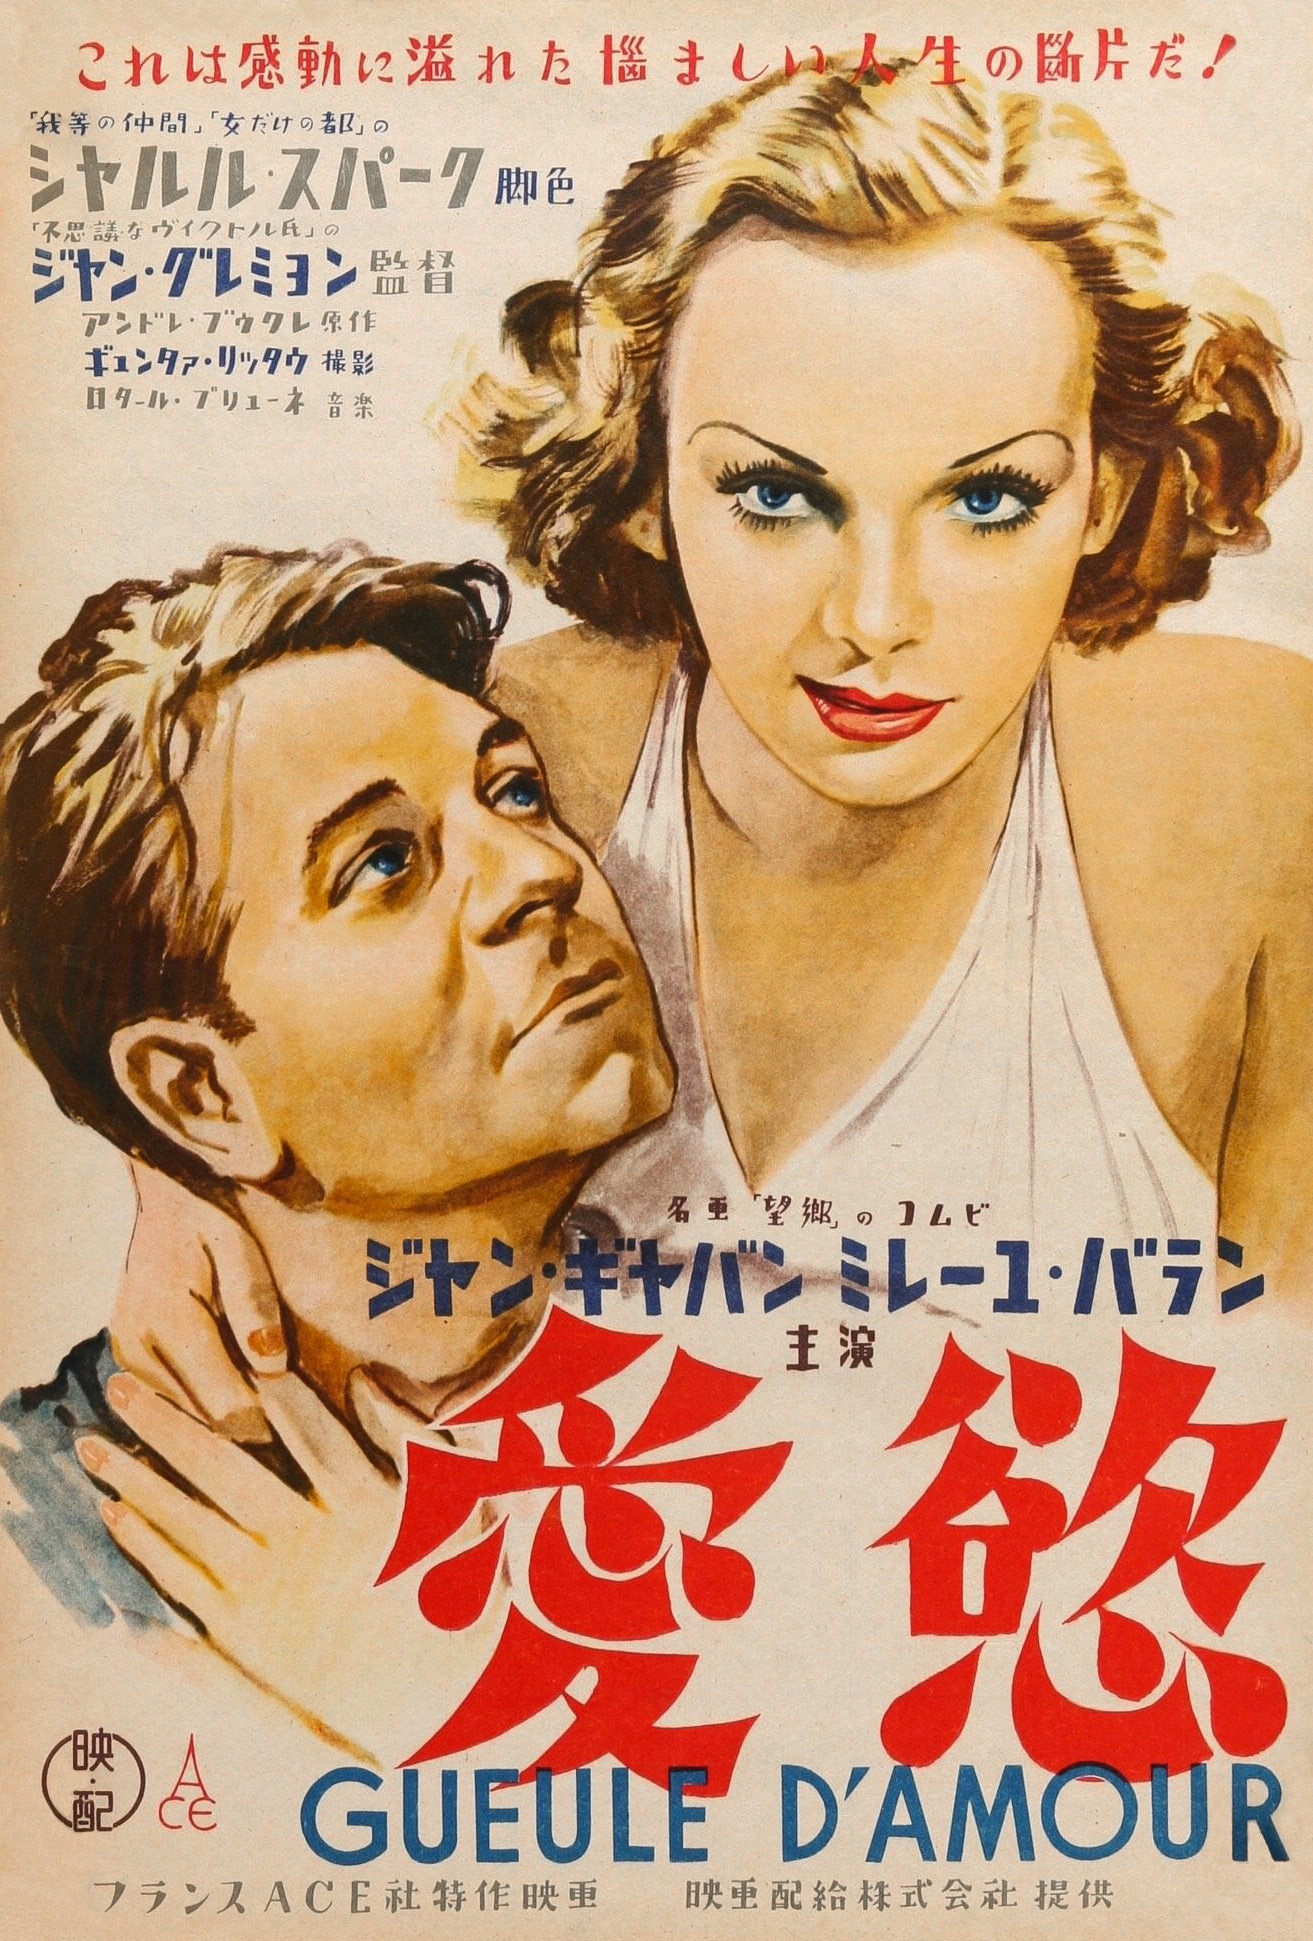 これは感動に溢れた悩ましい人生の斷片だ!
「我等の仲間」「女だけの都」の
シャルル・スパーク 脚色
「不思議なヴィクトル氏」の
ジャン・グレミヨン 監督
アンドレ・ブウクレ 原作
ギュンタァ・リッタウ 撮影
ロタール・ブリューネ 音楽
名画「望鄉」のコムビ
ジャン・ギャバン ミレーユ・バラン
主演
愛慾
映・配
ACE
GUEULE D'AMOUR
フランスACE社特作映画 映画配給株式会社 提供